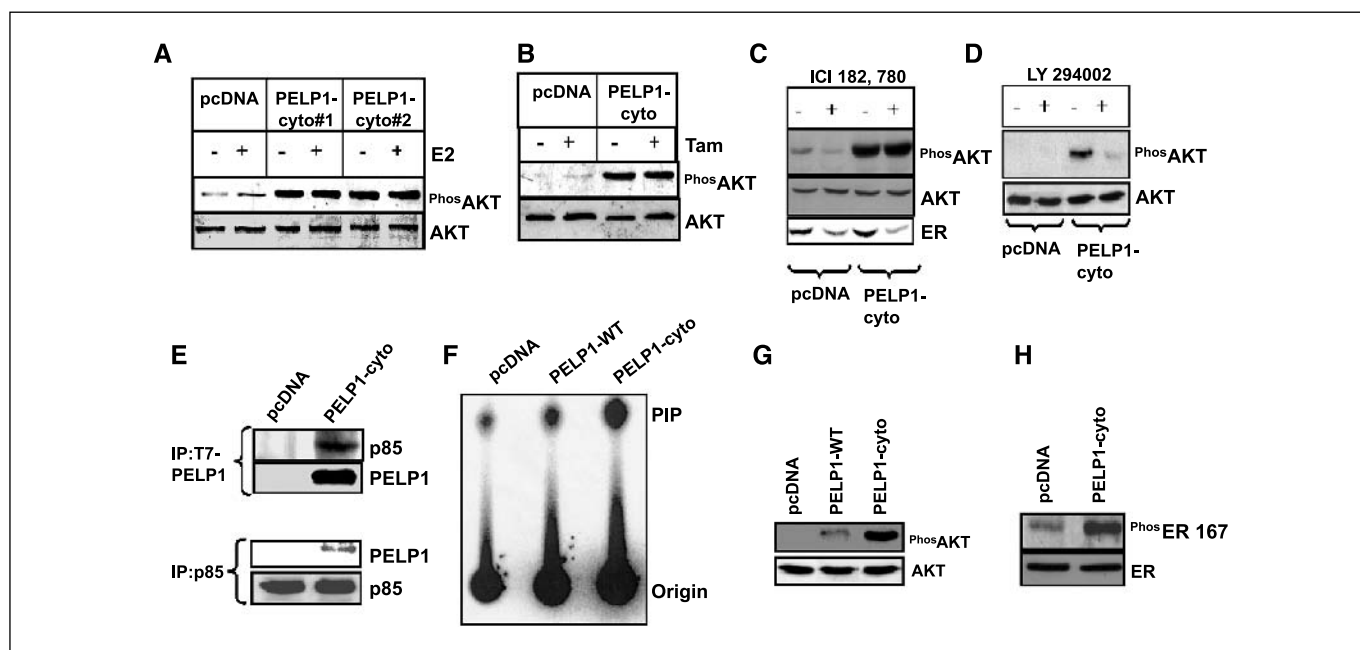 A
pcDNA PELP1-cyto#1 PELP1-cyto#2
- + - + - + E2
PhosAKT
AKT
B
pcDNA PELP1-cyto
- + - + Tam
PhosAKT
AKT
C
ICI 182, 780
- + - +
PhosAKT
AKT
ER
pcDNA PELP1-cyto
D
LY 294002
- + - +
PhosAKT
AKT
pcDNA PELP1-cyto
E
pcDNA PELP1-cyto
IP:T7-PELP1
p85
PELP1
IP:p85
PELP1
p85
F
pcDNA PELP1-WT PELP1-cyto
PIP
Origin
G
pcDNA PELP1-WT PELP1-cyto
PhosAKT
AKT
H
pcDNA PELP1-cyto
PhosER 167
ER